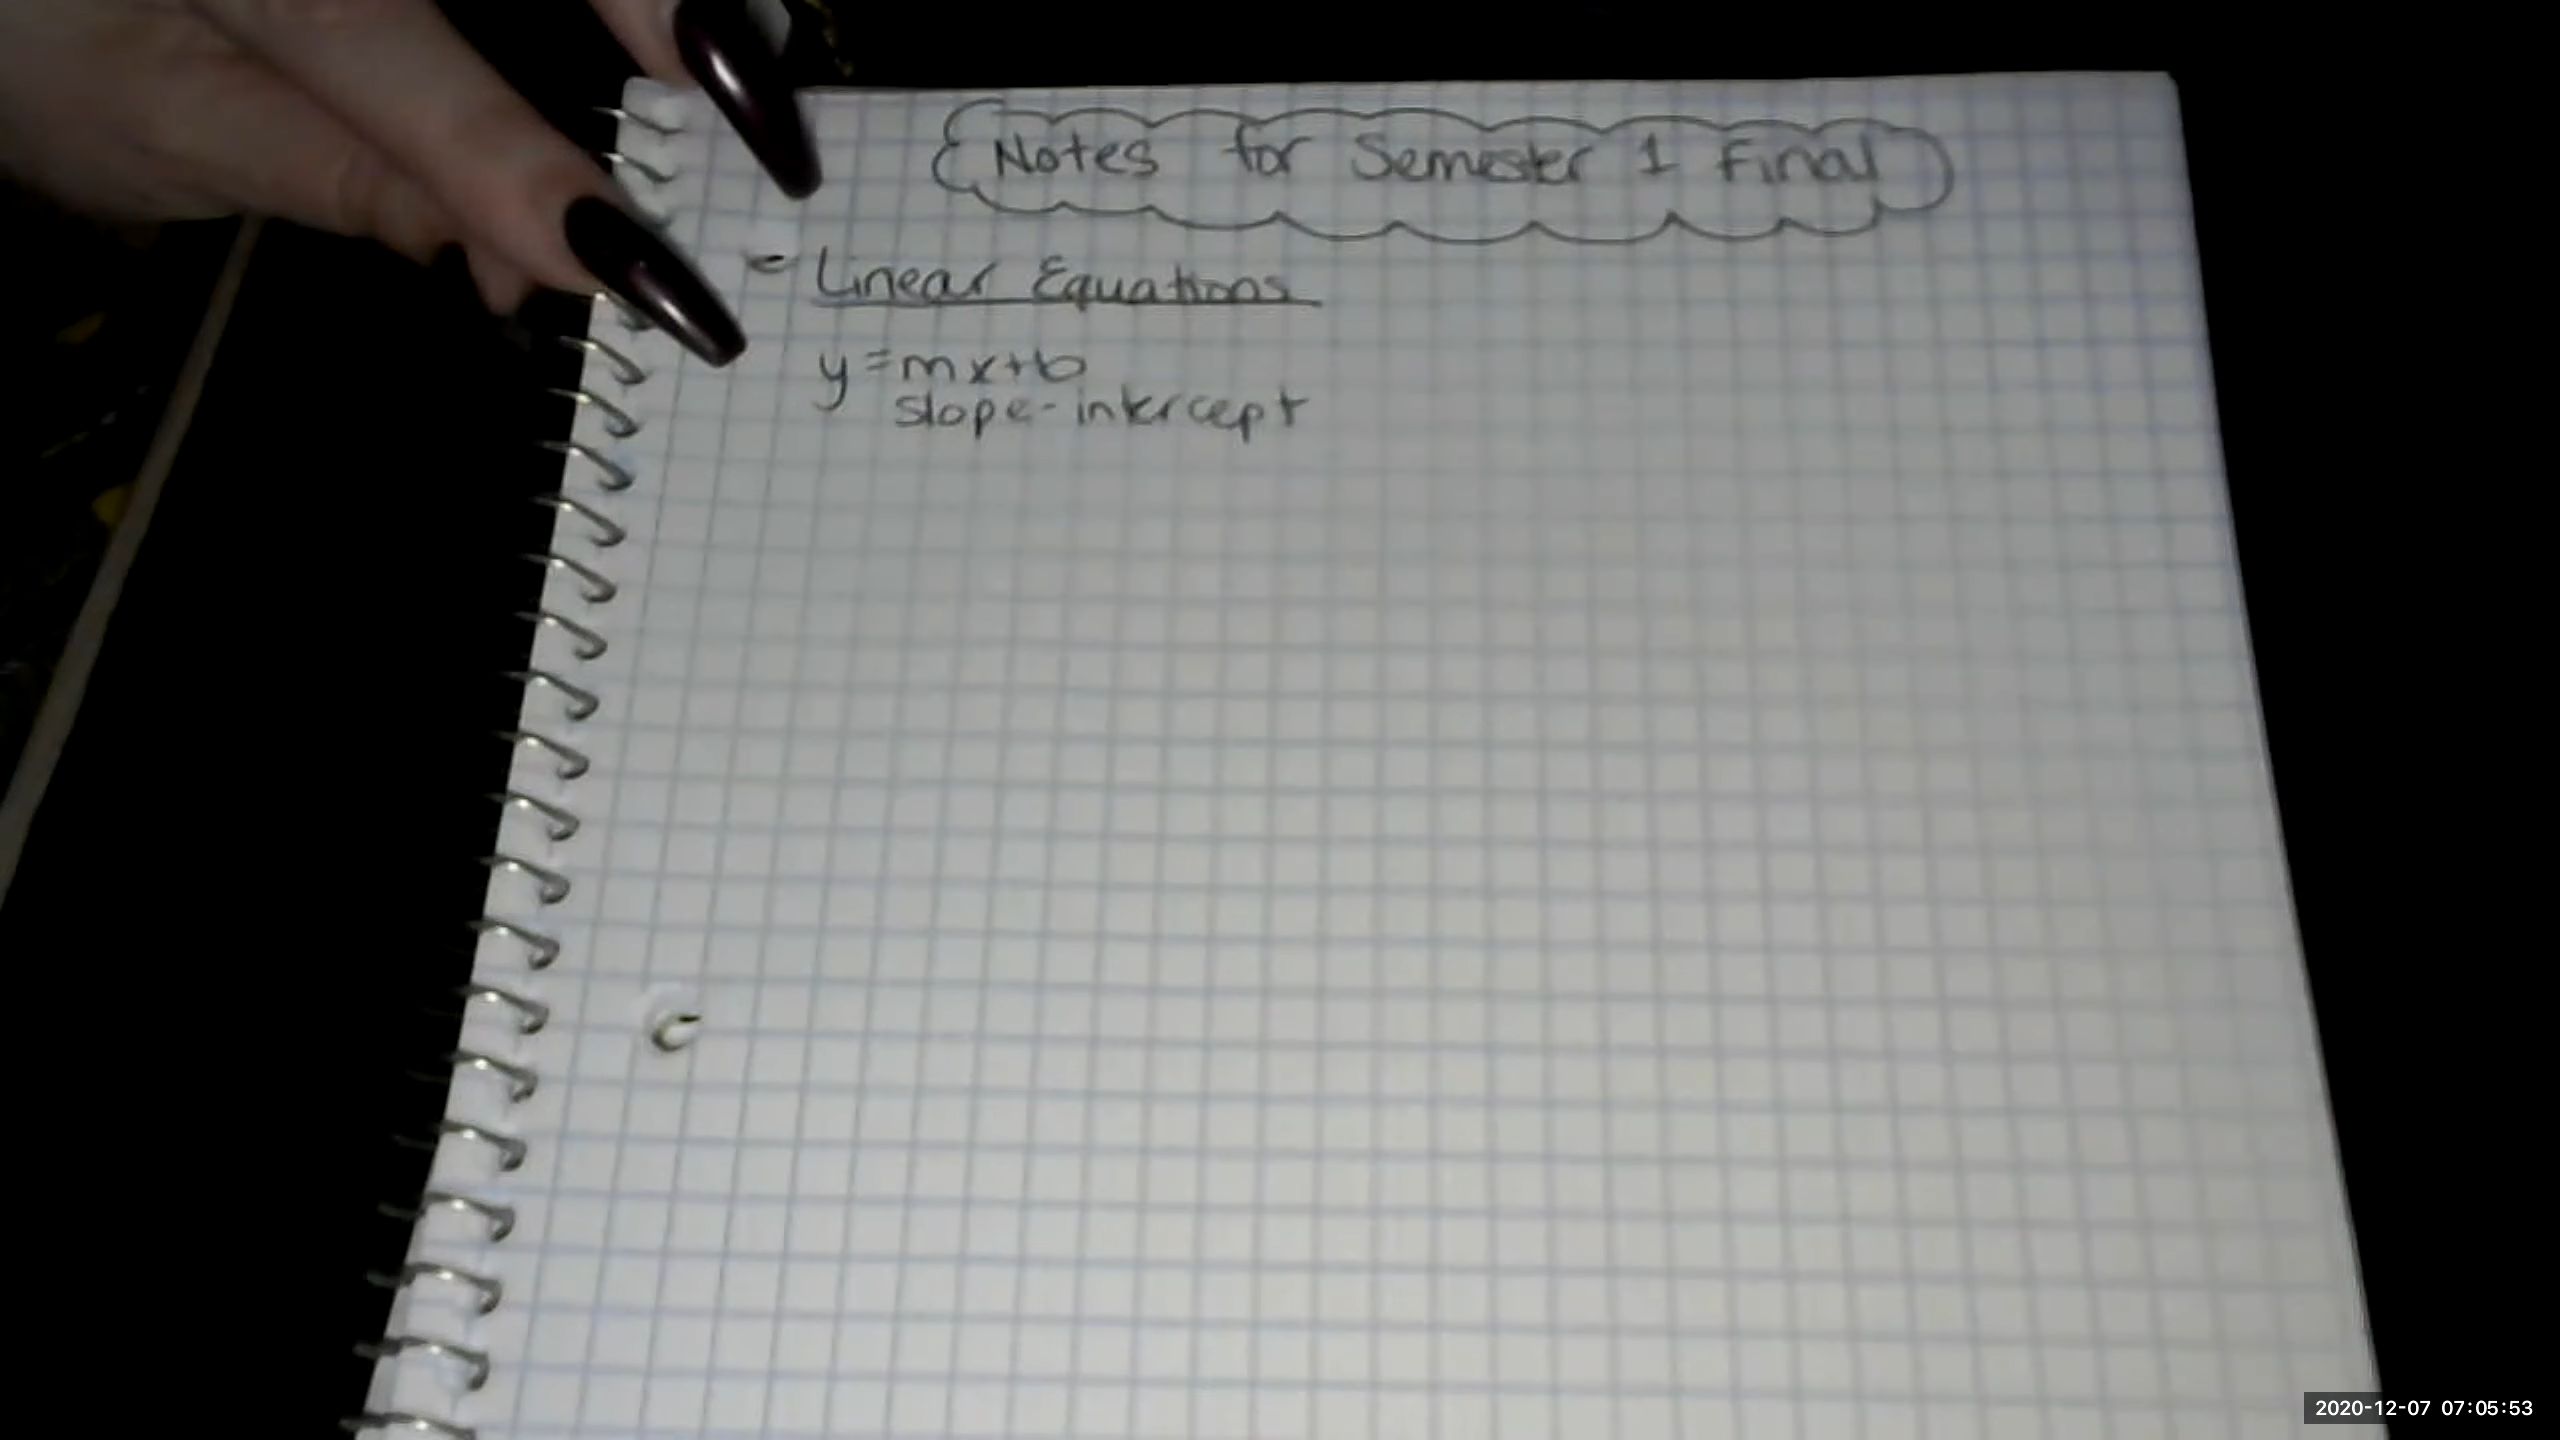 Notes for Semester 1 Final
Linear Equations
y=mx+b
slope-intercept
2020-12-07 07:05:53